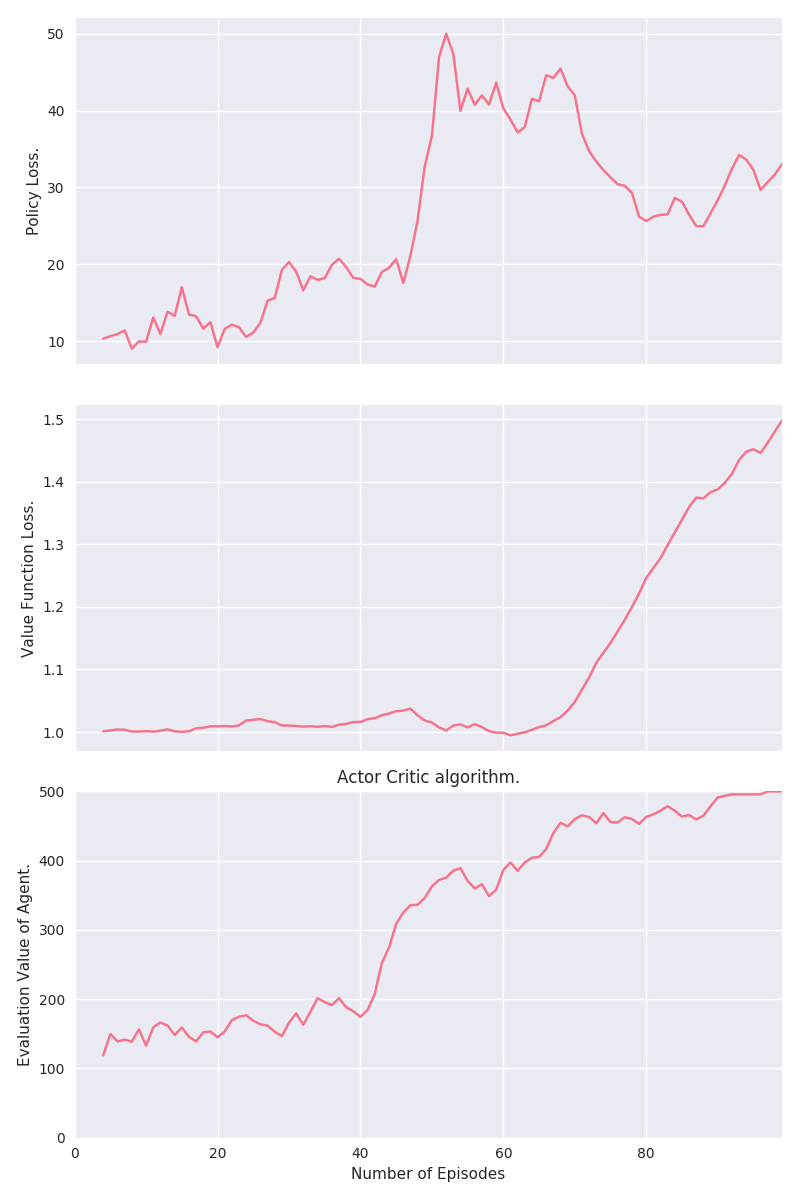 50
40
30
20
10
Policy Loss.
1.5
1.4
1.3
1.2
1.1
1.0
Value Function Loss.
Actor Critic algorithm.
500
400
300
200
100
0
Evaluation Value of Agent.
0 20 40 60 80
Number of Episodes